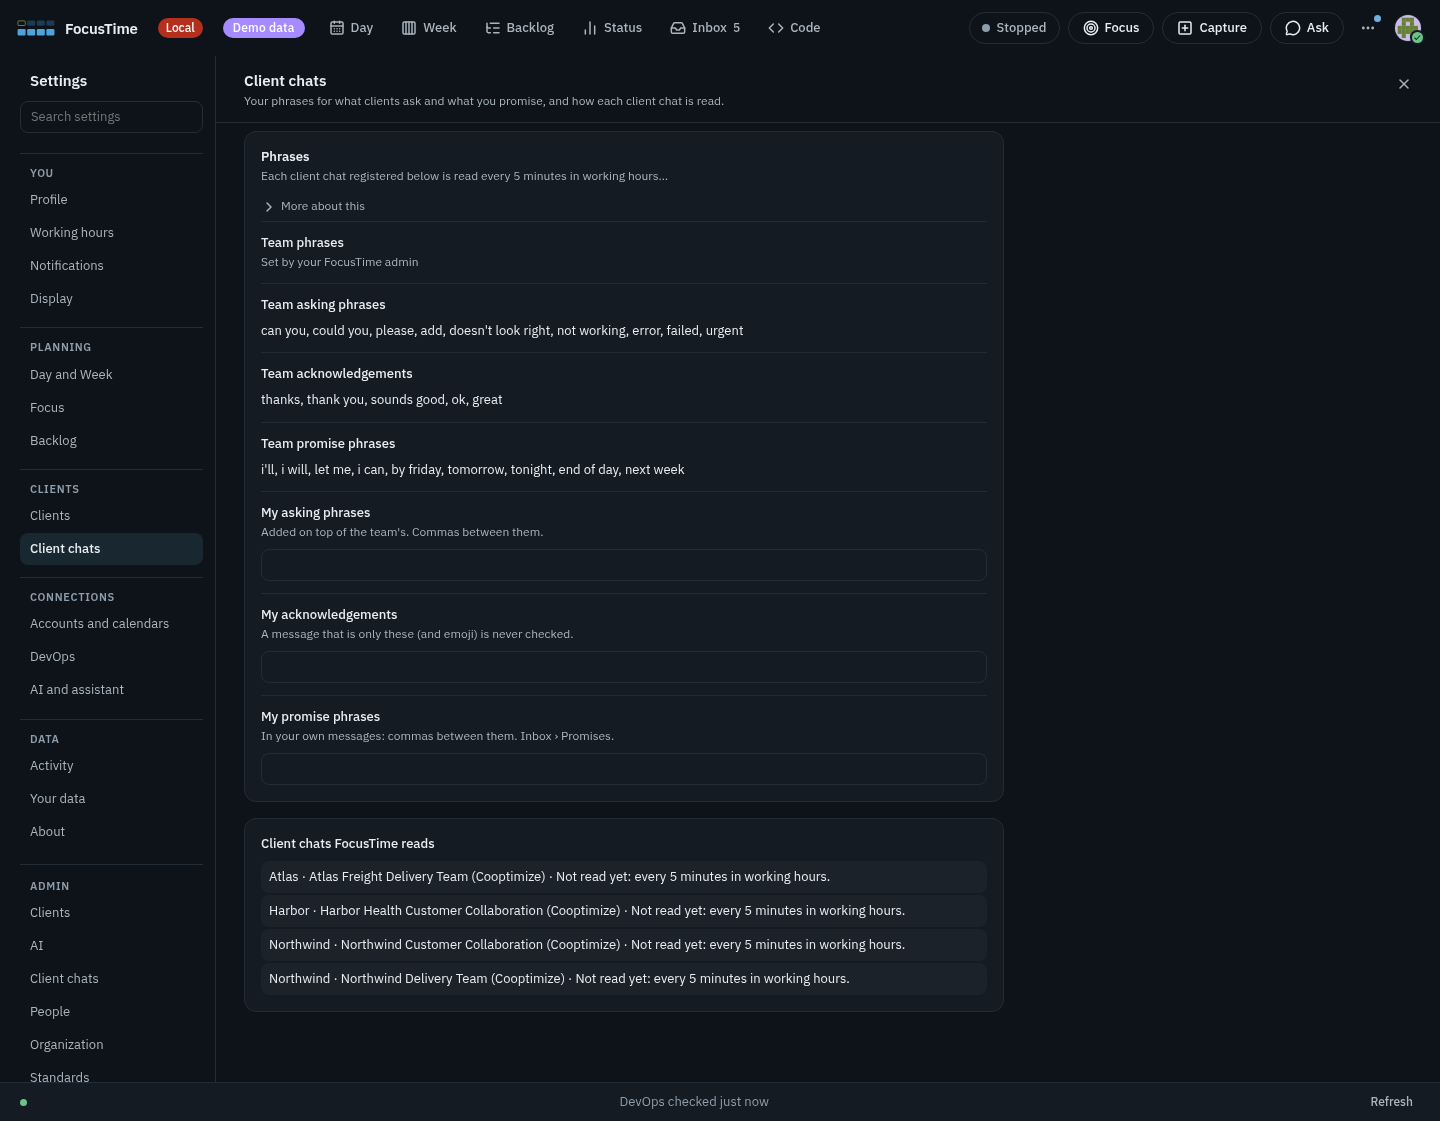 FocusTime
Local
Demo data
Day
Week
Backlog
Status
Inbox 5
Code
Stopped
Focus
Capture
Ask
Settings
Search settings
YOU
Profile
Working hours
Notifications
Display
PLANNING
Day and Week
Focus
Backlog
CLIENTS
Clients
Client chats
CONNECTIONS
Accounts and calendars
DevOps
AI and assistant
DATA
Activity
Your data
About
ADMIN
Clients
AI
Client chats
People
Organization
Standards
Client chats
Your phrases for what clients ask and what you promise, and how each client chat is read.
Phrases
Each client chat registered below is read every 5 minutes in working hours...
More about this
Team phrases
Set by your FocusTime admin
Team asking phrases
can you, could you, please, add, doesn't look right, not working, error, failed, urgent
Team acknowledgements
thanks, thank you, sounds good, ok, great
Team promise phrases
i'll, i will, let me, i can, by friday, tomorrow, tonight, end of day, next week
My asking phrases
Added on top of the team's. Commas between them.
My acknowledgements
A message that is only these (and emoji) is never checked.
My promise phrases
In your own messages: commas between them. Inbox › Promises.
Client chats FocusTime reads
Atlas · Atlas Freight Delivery Team (Cooptimize) · Not read yet: every 5 minutes in working hours.
Harbor · Harbor Health Customer Collaboration (Cooptimize) · Not read yet: every 5 minutes in working hours.
Northwind · Northwind Customer Collaboration (Cooptimize) · Not read yet: every 5 minutes in working hours.
Northwind · Northwind Delivery Team (Cooptimize) · Not read yet: every 5 minutes in working hours.
DevOps checked just now
Refresh